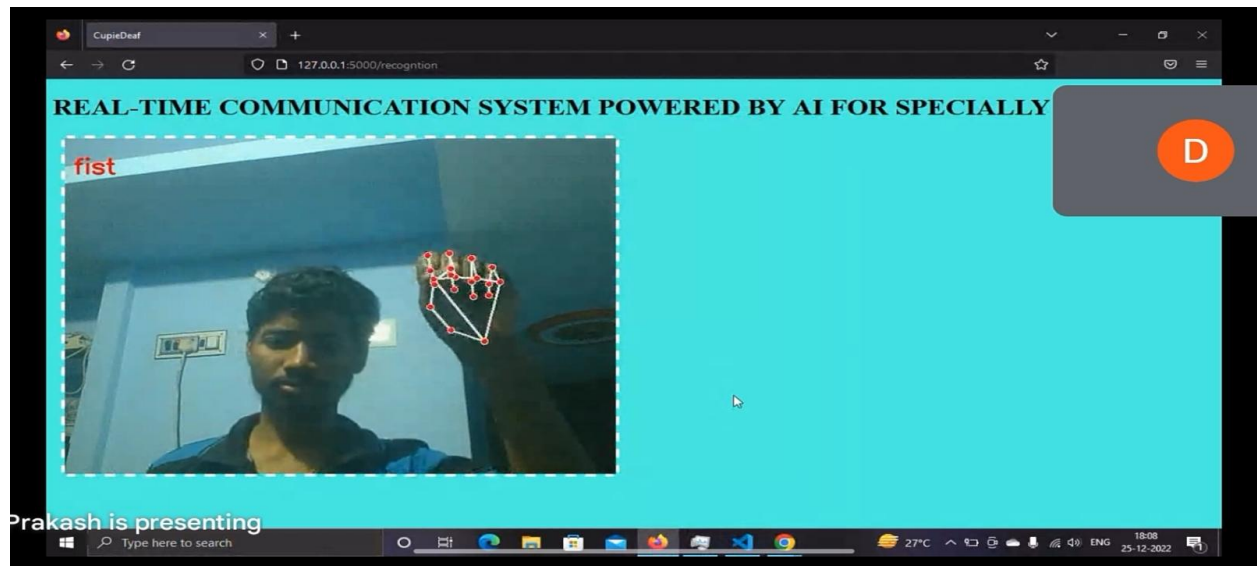 CupieDeaf
127.0.0.1:5000/recogntion
REAL-TIME COMMUNICATION SYSTEM POWERED BY AI FOR SPECIALLY
D
fist
Prakash is presenting
Type here to search
27°C
ENG
18:08
25-12-2022
1